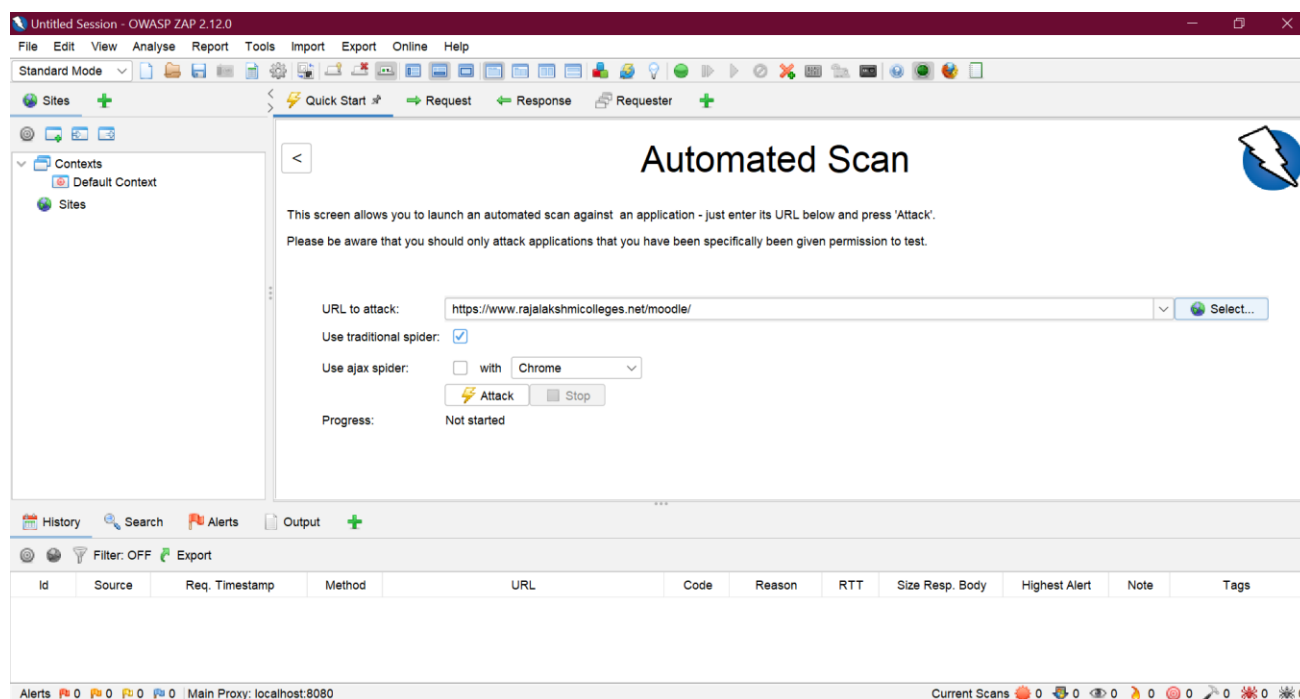 Untitled Session - OWASP ZAP 2.12.0
File Edit View Analyse Report Tools Import Export Online Help
Standard Mode
Sites
Quick Start Request Response Requester
Contexts
Default Context
Sites
<
Automated Scan
This screen allows you to launch an automated scan against an application - just enter its URL below and press 'Attack'.
Please be aware that you should only attack applications that you have been specifically been given permission to test.
URL to attack: https://www.rajalakshmicolleges.net/moodle/ Select...
Use traditional spider:
Use ajax spider: with Chrome
Attack Stop
Progress: Not started
History Search Alerts Output
Filter: OFF Export
Id Source Req. Timestamp Method URL Code Reason RTT Size Resp. Body Highest Alert Note Tags
Alerts 0 0 0 0 Main Proxy: localhost:8080 Current Scans 0 0 0 0 0 0 0